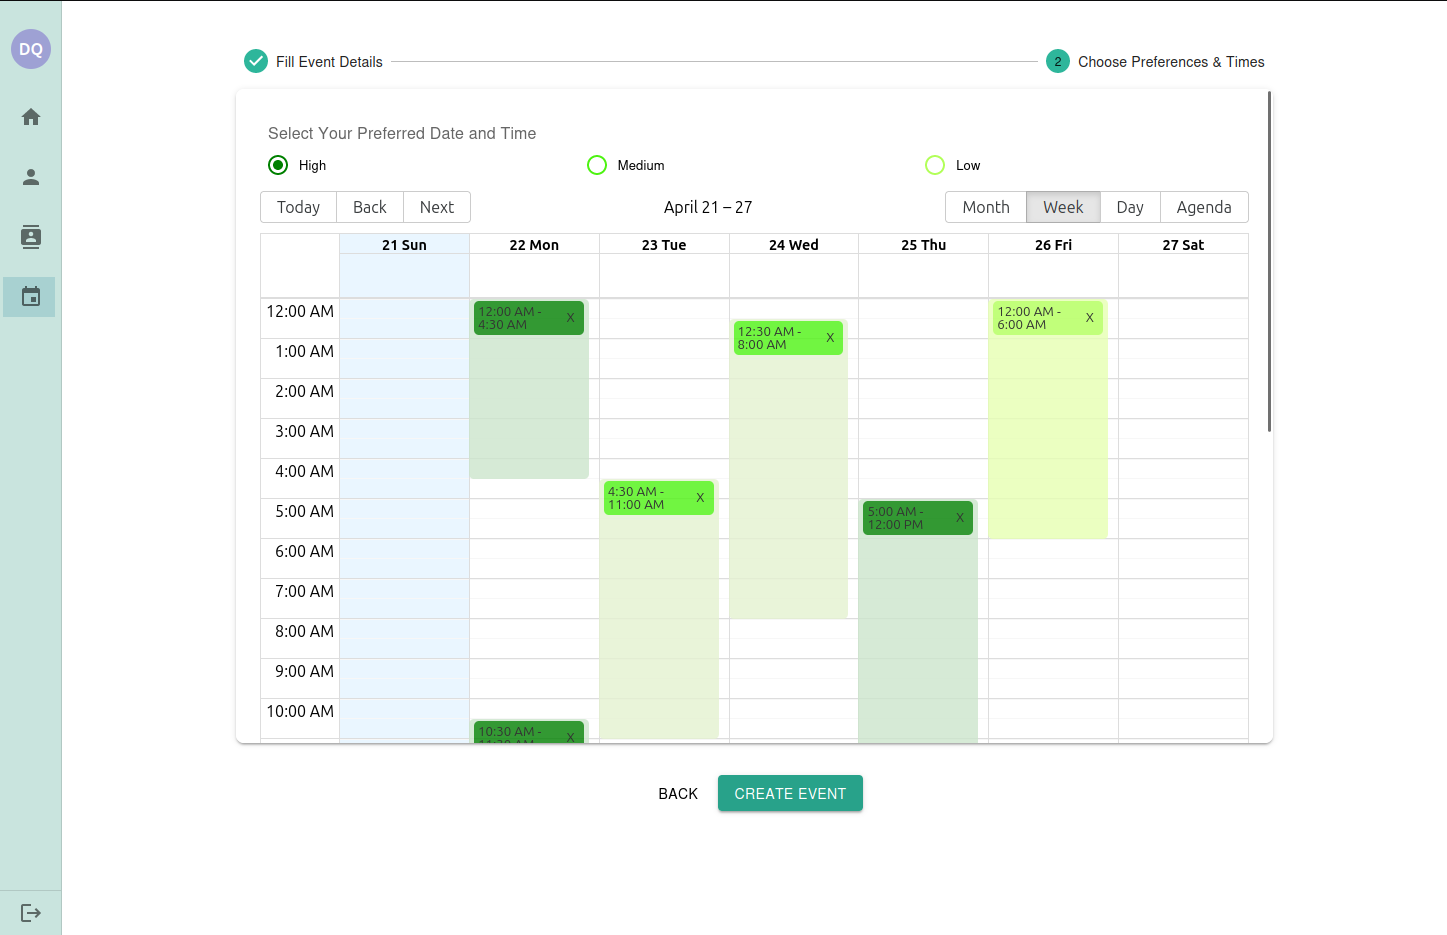 DQ
Fill Event Details
2
Choose Preferences & Times
Select Your Preferred Date and Time
High
Medium
Low
Today
Back
Next
April 21 – 27
Month
Week
Day
Agenda
21 Sun
22 Mon
23 Tue
24 Wed
25 Thu
26 Fri
27 Sat
12:00 AM
1:00 AM
2:00 AM
3:00 AM
4:00 AM
5:00 AM
6:00 AM
7:00 AM
8:00 AM
9:00 AM
10:00 AM
12:00 AM -
4:30 AM
X
10:30 AM -
11:30 AM
X
4:30 AM -
11:00 AM
X
12:30 AM -
8:00 AM
X
5:00 AM -
12:00 PM
X
12:00 AM -
6:00 AM
X
BACK
CREATE EVENT